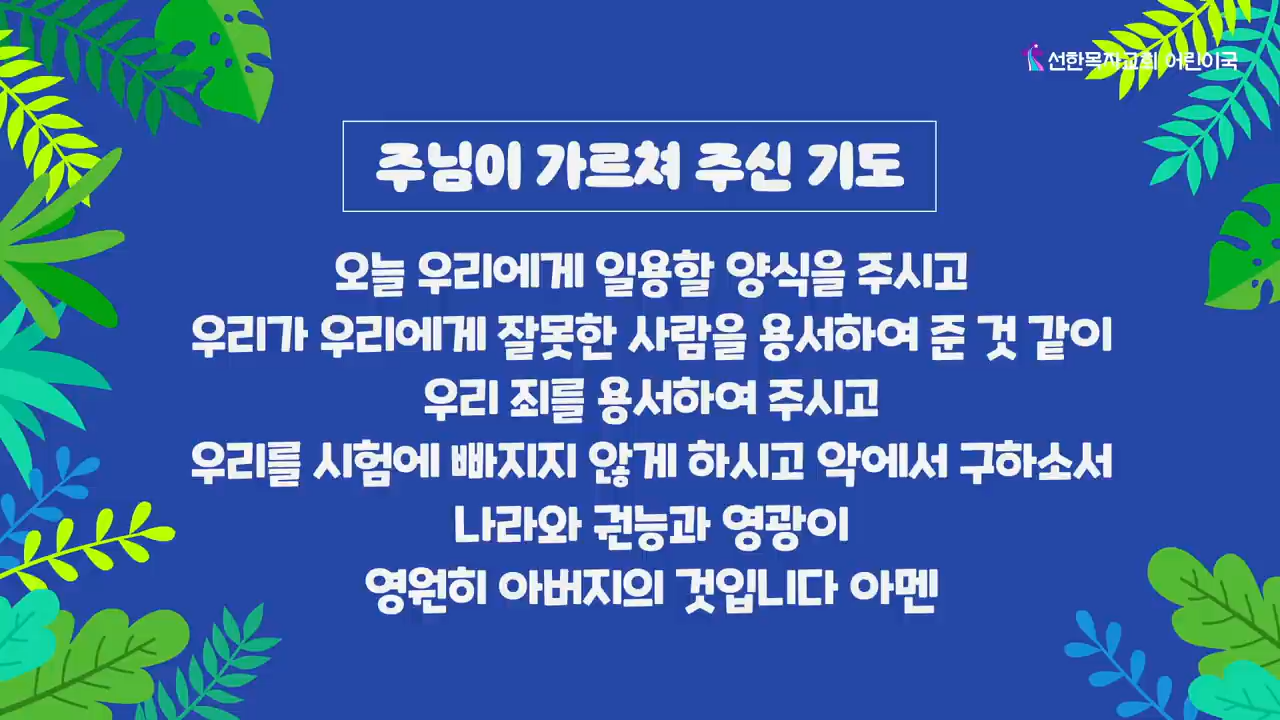 선한목자교회 어린이국
주님이 가르쳐 주신 기도
오늘 우리에게 일용할 양식을 주시고
우리가 우리에게 잘못한 사람을 용서하여 준 것 같이
우리 죄를 용서하여 주시고
우리를 시험에 빠지지 않게 하시고 악에서 구하소서
나라와 권능과 영광이
영원히 아버지의 것입니다 아멘